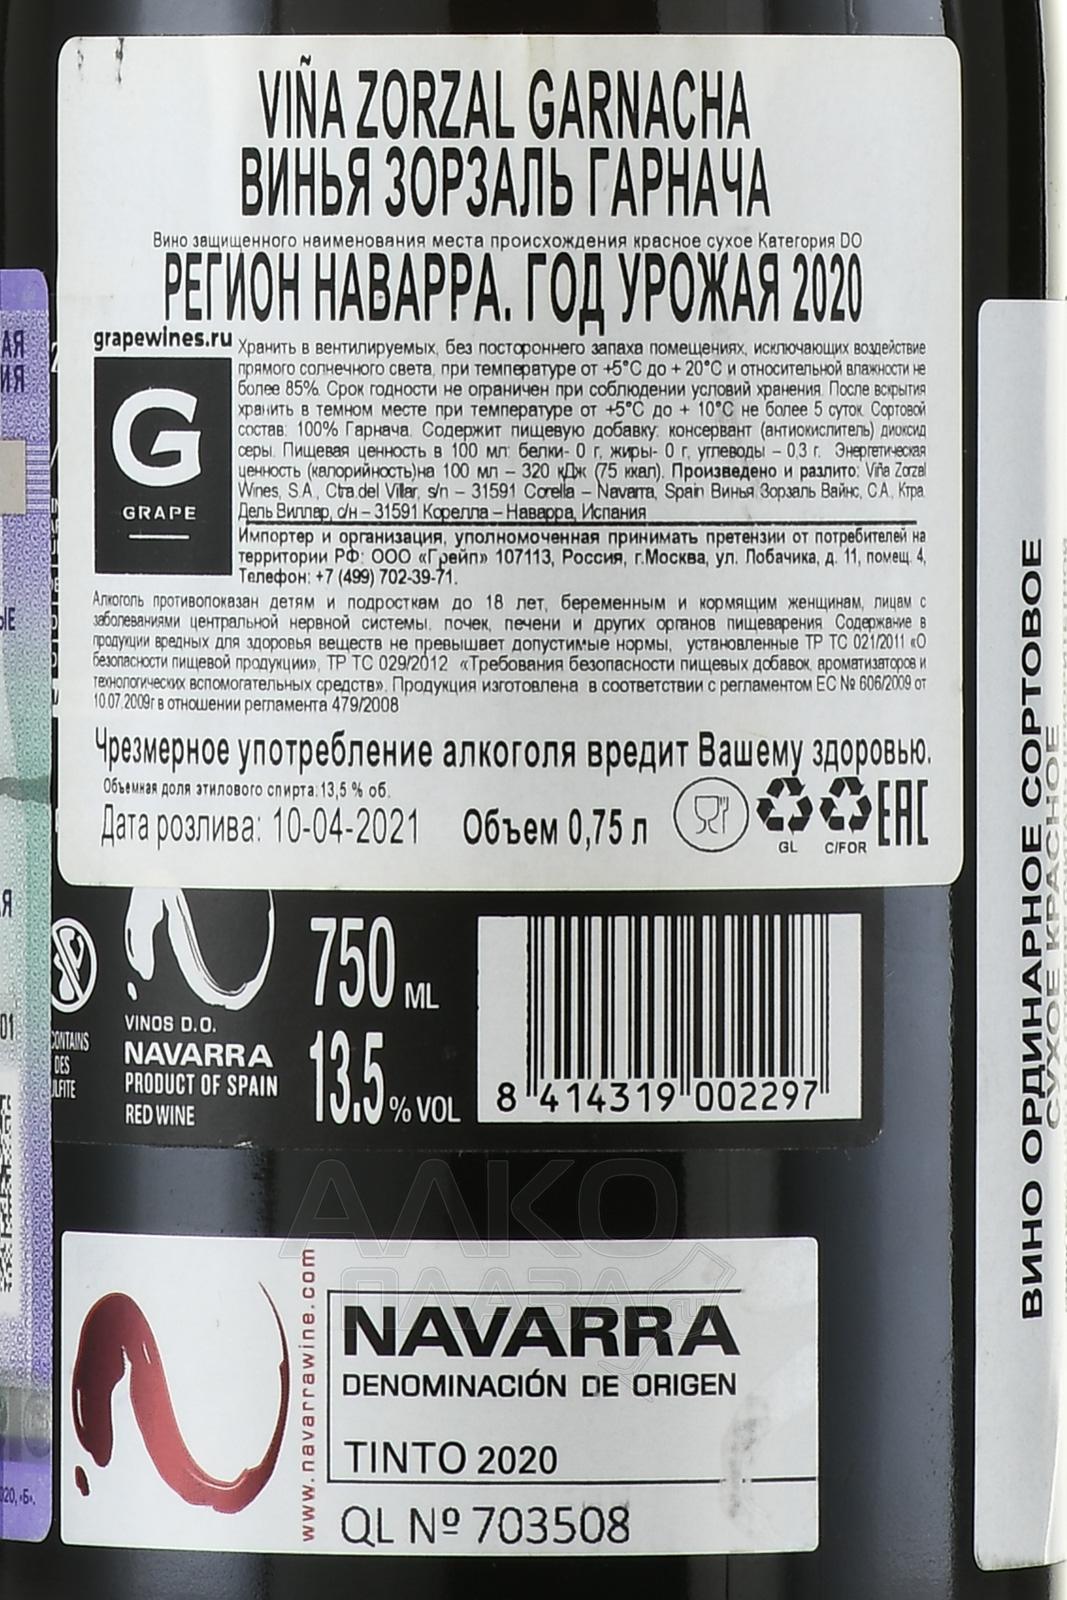 VIÑA ZORZAL GARNACHA
ВИНЬЯ ЗОРЗАЛЬ ГАРНАЧА
Вино защищенного наименования места происхождения красное сухое Категория DO
РЕГИОН НАВАРРА. ГОД УРОЖАЯ 2020
grapewines.ru
G
GRAPE
Хранить в вентилируемых, без постороннего запаха помещениях, исключающих воздействие
прямого солнечного света, при температуре от +5°C до + 20°C и относительной влажности не
более 85%. Срок годности не ограничен при соблюдении условий хранения. После вскрытия
хранить в темном месте при температуре от +5°C до + 10°C не более 5 суток. Сортовой
состав: 100% Гарнача. Содержит пищевую добавку: консервант (антиокислитель) диоксид
серы. Пищевая ценность в 100 мл: белки- 0 г, жиры- 0 г, углеводы – 0,3 г. Энергетическая
ценность (калорийность)на 100 мл – 320 кДж (75 ккал). Произведено и разлито: Viña Zorzal
Wines, S.A., Ctra.del Villar, s/n – 31591 Corella – Navarra, Spain Винья Зорзаль Вайнс, С.А., Ктра.
Дель Виллар, с/н – 31591 Корелла – Наварра, Испания
Импортер и организация, уполномоченная принимать претензии от потребителей на
территории РФ: ООО «Грейп» 107113, Россия, г.Москва, ул. Лобачика, д. 11, помещ. 4,
Телефон: +7 (499) 702-39-71.
Алкоголь противопоказан детям и подросткам до 18 лет, беременным и кормящим женщинам, лицам с
заболеваниями центральной нервной системы, почек, печени и других органов пищеварения. Содержание в
продукции вредных для здоровья веществ не превышает допустимые нормы, установленные ТР ТС 021/2011 «О
безопасности пищевой продукции», ТР ТС 029/2012 «Требования безопасности пищевых добавок, ароматизаторов и
технологических вспомогательных средств». Продукция изготовлена в соответствии с регламентом ЕС № 606/2009 от
10.07.2009г в отношении регламента 479/2008
Чрезмерное употребление алкоголя вредит Вашему здоровью.
Объемная доля этилового спирта:13,5 % об.
Дата розлива: 10-04-2021 Объем 0,75 л
GL C/FOR EAC
750 ML
13.5 % VOL
VINOS D.O.
NAVARRA
PRODUCT OF SPAIN
RED WINE
8 414319 002297
www.navarrawine.com
NAVARRA
DENOMINACIÓN DE ORIGEN
TINTO 2020
QL Nº 703508
ВИНО ОРДИНАРНОЕ СОРТОВОЕ
СУХОЕ КРАСНОЕ
АЛКО
ПЛАЗА
.ru